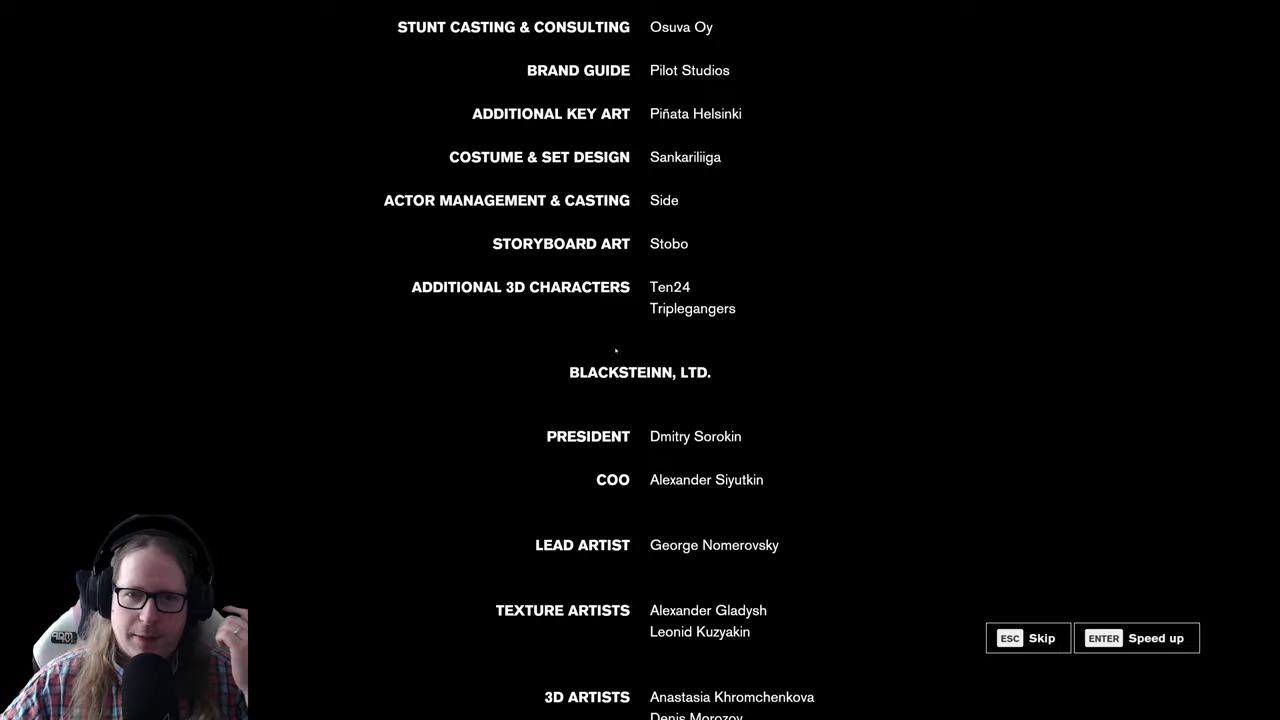 STUNT CASTING & CONSULTING Osuva Oy
BRAND GUIDE Pilot Studios
ADDITIONAL KEY ART Piñata Helsinki
COSTUME & SET DESIGN Sankariliiga
ACTOR MANAGEMENT & CASTING Side
STORYBOARD ART Stobo
ADDITIONAL 3D CHARACTERS Ten24
Triplegangers
BLACKSTEINN, LTD.
PRESIDENT Dmitry Sorokin
COO Alexander Siyutkin
LEAD ARTIST George Nomerovsky
TEXTURE ARTISTS Alexander Gladysh
Leonid Kuzyakin
ESC Skip ENTER Speed up
3D ARTISTS Anastasia Khromchenkova
Denis Morozov